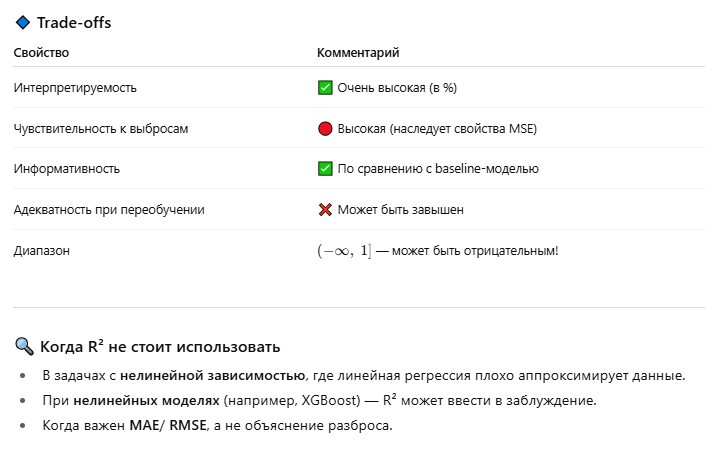 🔷 Trade-offs
Свойство Комментарий
Интерпретируемость ✅ Очень высокая (в %)
Чувствительность к выбросам 🔴 Высокая (наследует свойства MSE)
Информативность ✅ По сравнению с baseline-моделью
Адекватность при переобучении ❌ Может быть завышен
Диапазон (−∞, 1] — может быть отрицательным!
🔍 Когда R² не стоит использовать
• В задачах с нелинейной зависимостью, где линейная регрессия плохо аппроксимирует данные.
• При нелинейных моделях (например, XGBoost) — R² может ввести в заблуждение.
• Когда важен MAE/ RMSE, а не объяснение разброса.